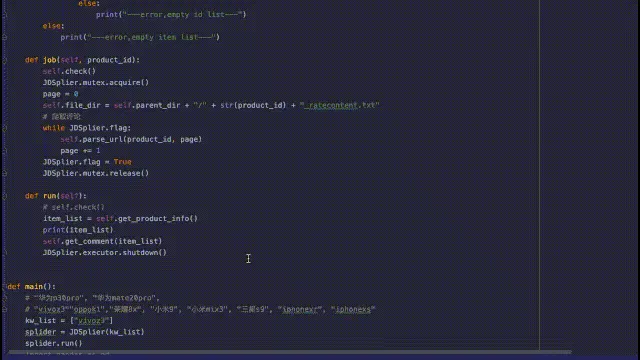 else:
print("---error,empty id list---")
else:
print("---error,empty item list---")
def job(self, product_id):
self.check()
JDSplier.mutex.acquire()
page = 0
self.file_dir = self.parent_dir + "/" + str(product_id) + "_ratecontent.txt"
# 爬取评论
while JDSplier.flag:
self.parse_url(product_id, page)
page += 1
JDSplier.flag = True
JDSplier.mutex.release()
def run(self):
# self.check()
item_list = self.get_product_info()
print(item_list)
self.get_comment(item_list)
JDSplier.executor.shutdown()
def main():
# "华为p30pro", "华为mate20pro",
# "vivoz3""oppok1","荣耀8x", "小米9", "小米mix3", "三星s9", "iphonexr", "iphonexs"
kw_list = ["vivoz3"]
splider = JDSplier(kw_list)
splider.run()